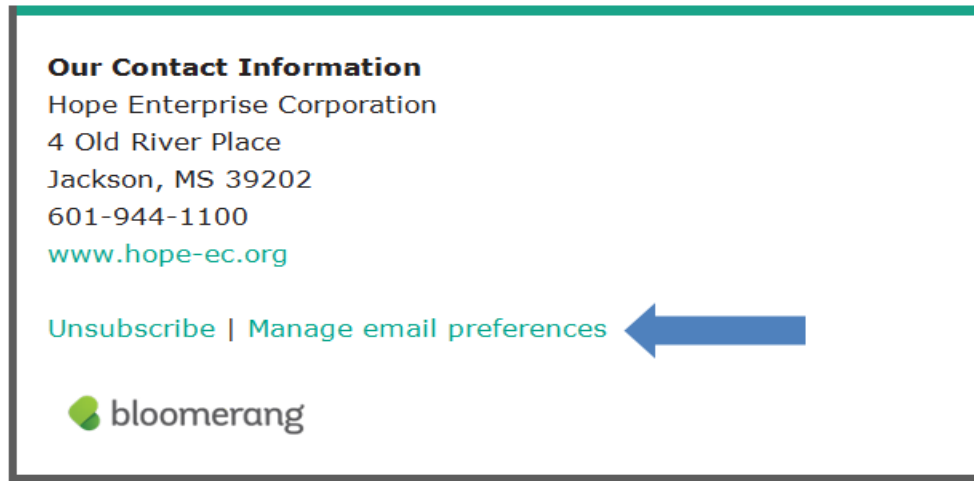 Our Contact Information
Hope Enterprise Corporation
4 Old River Place
Jackson, MS 39202
601-944-1100
www.hope-ec.org
Unsubscribe | Manage email preferences
bloomerang